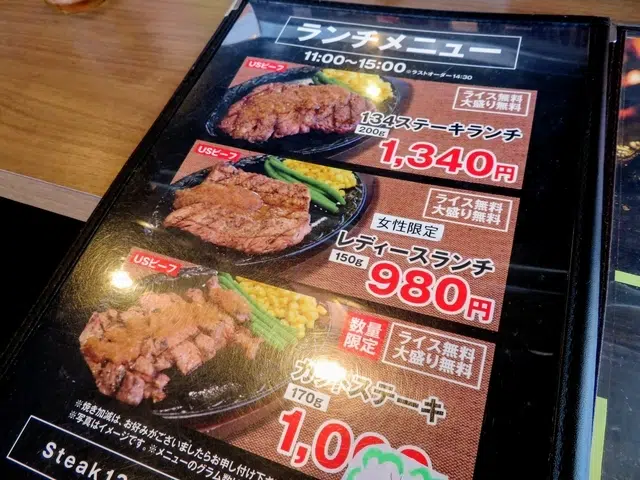 ランチメニュー
11:00～15:00 ※ラストオーダー14:30
USビーフ
ライス無料
大盛り無料
134ステーキランチ
200g
1,340円
USビーフ
ライス無料
大盛り無料
女性限定
レディースランチ
150g
980円
USビーフ
数量
限定
ライス無料
大盛り無料
カットステーキ
170g
1,0
※焼き加減は、お好みがございましたらお申し付け下
※写真はイメージです。※メニューのグラム数
Steak